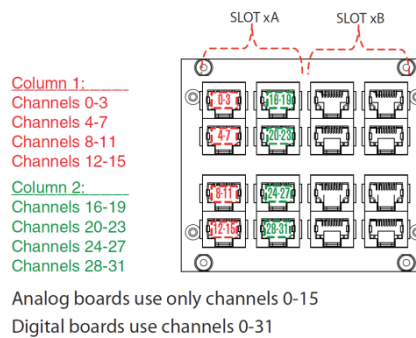 SLOT xA
SLOT xB
Column 1:
Channels 0-3
Channels 4-7
Channels 8-11
Channels 12-15
Column 2:
Channels 16-19
Channels 20-23
Channels 24-27
Channels 28-31
0-3
16-19
4-7
20-23
8-11
24-27
12-15
28-31
Analog boards use only channels 0-15
Digital boards use channels 0-31